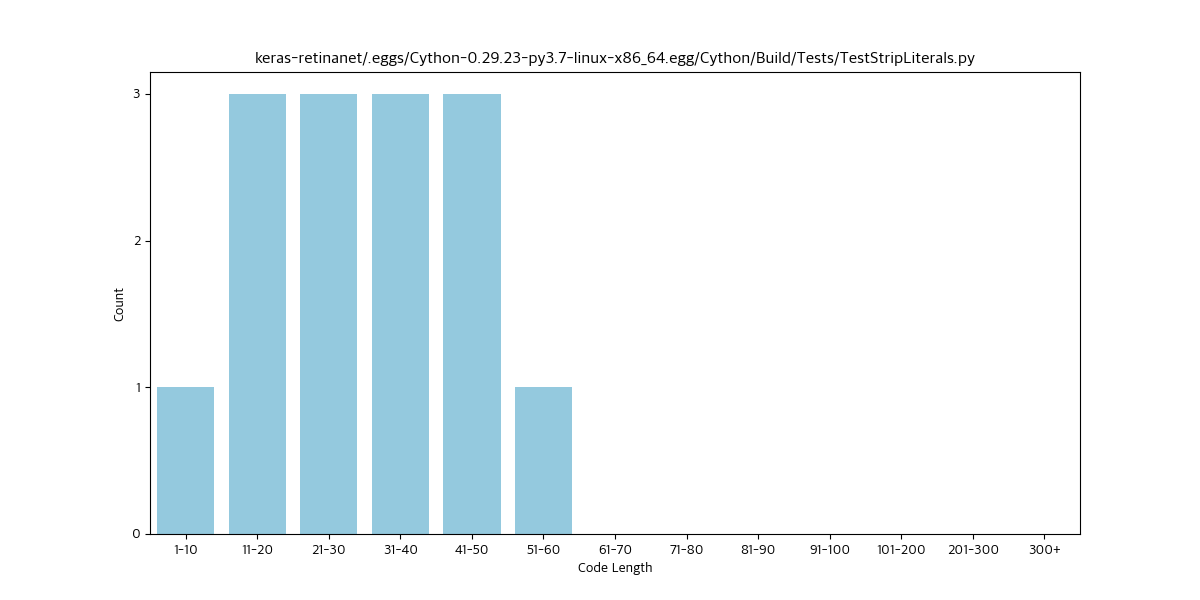 keras-retinanet/.eggs/Cython-0.29.23-py3.7-linux-x86_64.egg/Cython/Build/Tests/TestStripLiterals.py
3
2
1
0
Count
1-10 11-20 21-30 31-40 41-50 51-60 61-70 71-80 81-90 91-100 101-200 201-300 300+
Code Length